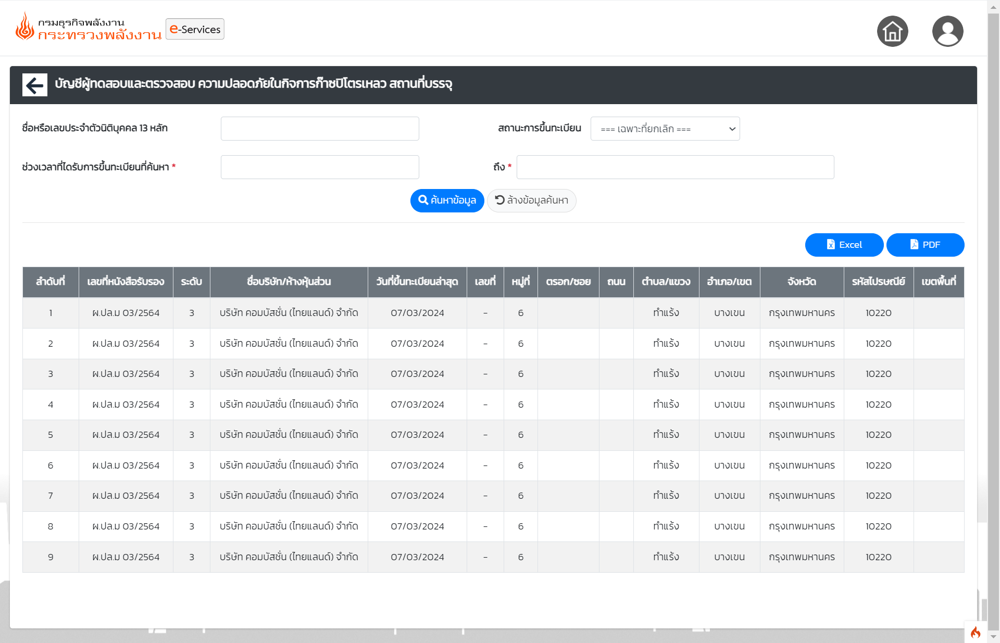 กรมธุรกิจพลังงาน
กระทรวงพลังงาน
e-Services
บัญชีผู้ทดสอบและตรวจสอบ ความปลอดภัยในกิจการก๊าซปิโตรเหลว สถานที่บรรจุ
ชื่อหรือเลขประจำตัวนิติบุคคล 13 หลัก
สถานะการขึ้นทะเบียน === เฉพาะที่ยกเลิก ===
ช่วงเวลาที่ไดรับการขึ้นทะเบียนที่ค้นหา *
ถึง *
ค้นหาข้อมูล ล้างข้อมูลค้นหา
Excel PDF
ลำดับที่ เลขที่หนังสือรับรอง ระดับ ชื่อบริษัท/ห้างหุ้นส่วน วันที่ขึ้นทะเบียนล่าสุด เลขที่ หมู่ที่ ตรอก/ซอย ถนน ตำบล/แขวง อำเภอ/เขต จังหวัด รหัสไปรษณีย์ เขตพื้นที่
1 ผ.ปล.ม 03/2564 3 บริษัท คอมบัสชั่น (ไทยแลนด์) จำกัด 07/03/2024 - 6 ทำแร้ง บางเขน กรุงเทพมหานคร 10220
2 ผ.ปล.ม 03/2564 3 บริษัท คอมบัสชั่น (ไทยแลนด์) จำกัด 07/03/2024 - 6 ทำแร้ง บางเขน กรุงเทพมหานคร 10220
3 ผ.ปล.ม 03/2564 3 บริษัท คอมบัสชั่น (ไทยแลนด์) จำกัด 07/03/2024 - 6 ทำแร้ง บางเขน กรุงเทพมหานคร 10220
4 ผ.ปล.ม 03/2564 3 บริษัท คอมบัสชั่น (ไทยแลนด์) จำกัด 07/03/2024 - 6 ทำแร้ง บางเขน กรุงเทพมหานคร 10220
5 ผ.ปล.ม 03/2564 3 บริษัท คอมบัสชั่น (ไทยแลนด์) จำกัด 07/03/2024 - 6 ทำแร้ง บางเขน กรุงเทพมหานคร 10220
6 ผ.ปล.ม 03/2564 3 บริษัท คอมบัสชั่น (ไทยแลนด์) จำกัด 07/03/2024 - 6 ทำแร้ง บางเขน กรุงเทพมหานคร 10220
7 ผ.ปล.ม 03/2564 3 บริษัท คอมบัสชั่น (ไทยแลนด์) จำกัด 07/03/2024 - 6 ทำแร้ง บางเขน กรุงเทพมหานคร 10220
8 ผ.ปล.ม 03/2564 3 บริษัท คอมบัสชั่น (ไทยแลนด์) จำกัด 07/03/2024 - 6 ทำแร้ง บางเขน กรุงเทพมหานคร 10220
9 ผ.ปล.ม 03/2564 3 บริษัท คอมบัสชั่น (ไทยแลนด์) จำกัด 07/03/2024 - 6 ทำแร้ง บางเขน กรุงเทพมหานคร 10220